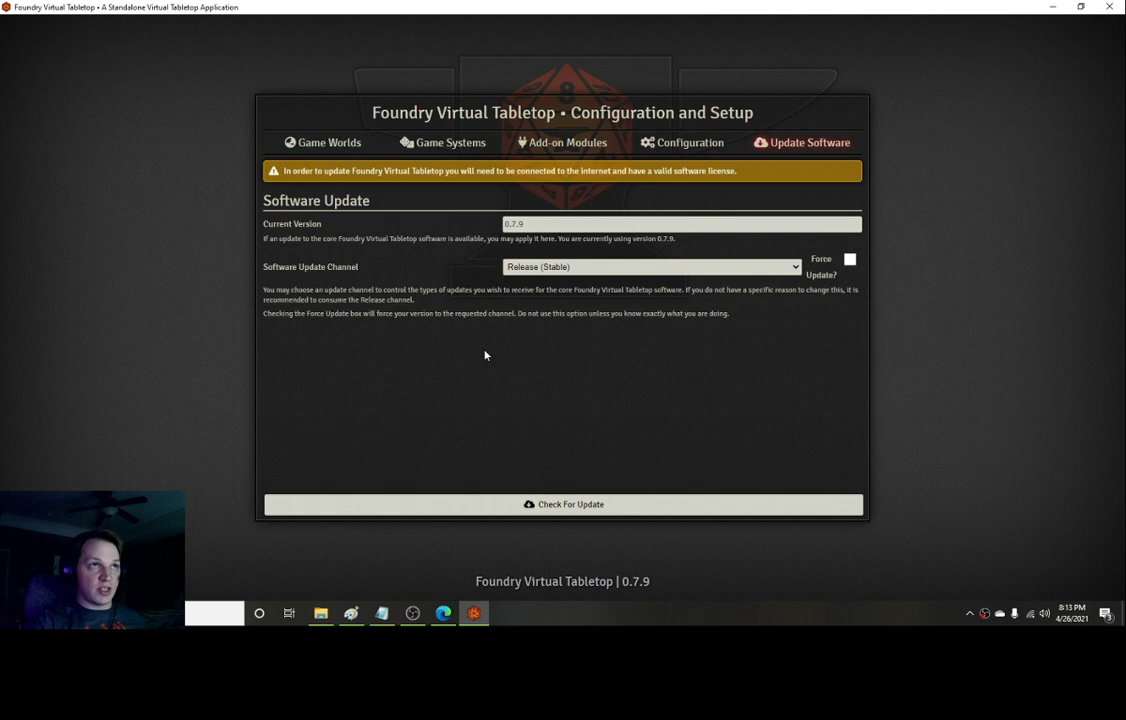 Foundry Virtual Tabletop • A Standalone Virtual Tabletop Application
8
Foundry Virtual Tabletop • Configuration and Setup
Game Worlds Game Systems Add-on Modules Configuration Update Software
In order to update Foundry Virtual Tabletop you will need to be connected to the internet and have a valid software license.
Software Update
Current Version 0.7.9
If an update to the core Foundry Virtual Tabletop software is available, you may apply it here. You are currently using version 0.7.9.
Software Update Channel Release (Stable) Force
Update?
You may choose an update channel to control the types of updates you wish to receive for the core Foundry Virtual Tabletop software. If you do not have a specific reason to change this, it is
recommended to consume the Release channel.
Checking the Force Update box will force your version to the requested channel. Do not use this option unless you know exactly what you are doing.
Check For Update
Foundry Virtual Tabletop | 0.7.9
8:13 PM
4/26/2021
3